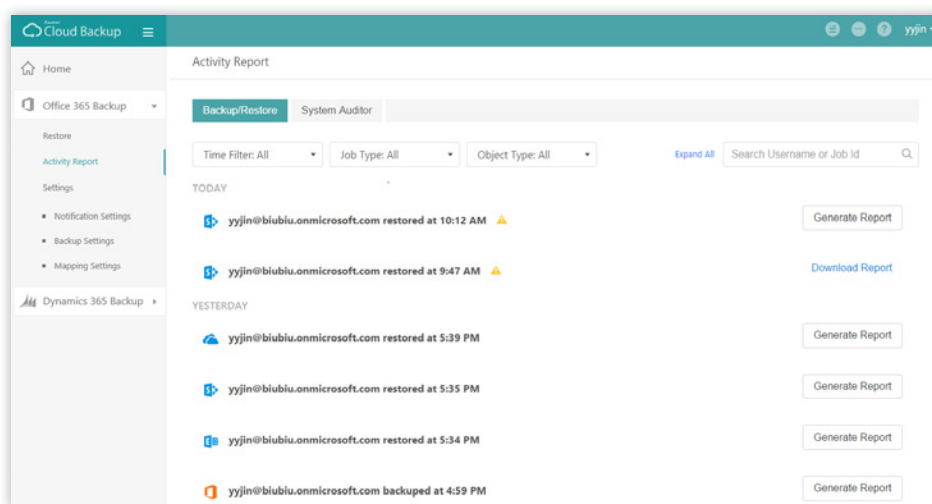 Cloud Backup
yyjin
Home
Activity Report
Office 365 Backup
Backup/Restore System Auditor
Restore
Activity Report
Time Filter: All Job Type: All Object Type: All Expand All Search Username or Job Id
Settings
TODAY
Notification Settings
yyjin@biubiu.onmicrosoft.com restored at 10:12 AM Generate Report
Backup Settings
Mapping Settings
yyjin@biubiu.onmicrosoft.com restored at 9:47 AM Download Report
Dynamics 365 Backup
YESTERDAY
yyjin@biubiu.onmicrosoft.com restored at 5:39 PM Generate Report
yyjin@biubiu.onmicrosoft.com restored at 5:35 PM Generate Report
yyjin@biubiu.onmicrosoft.com restored at 5:34 PM Generate Report
yyjin@biubiu.onmicrosoft.com backuped at 4:59 PM Generate Report